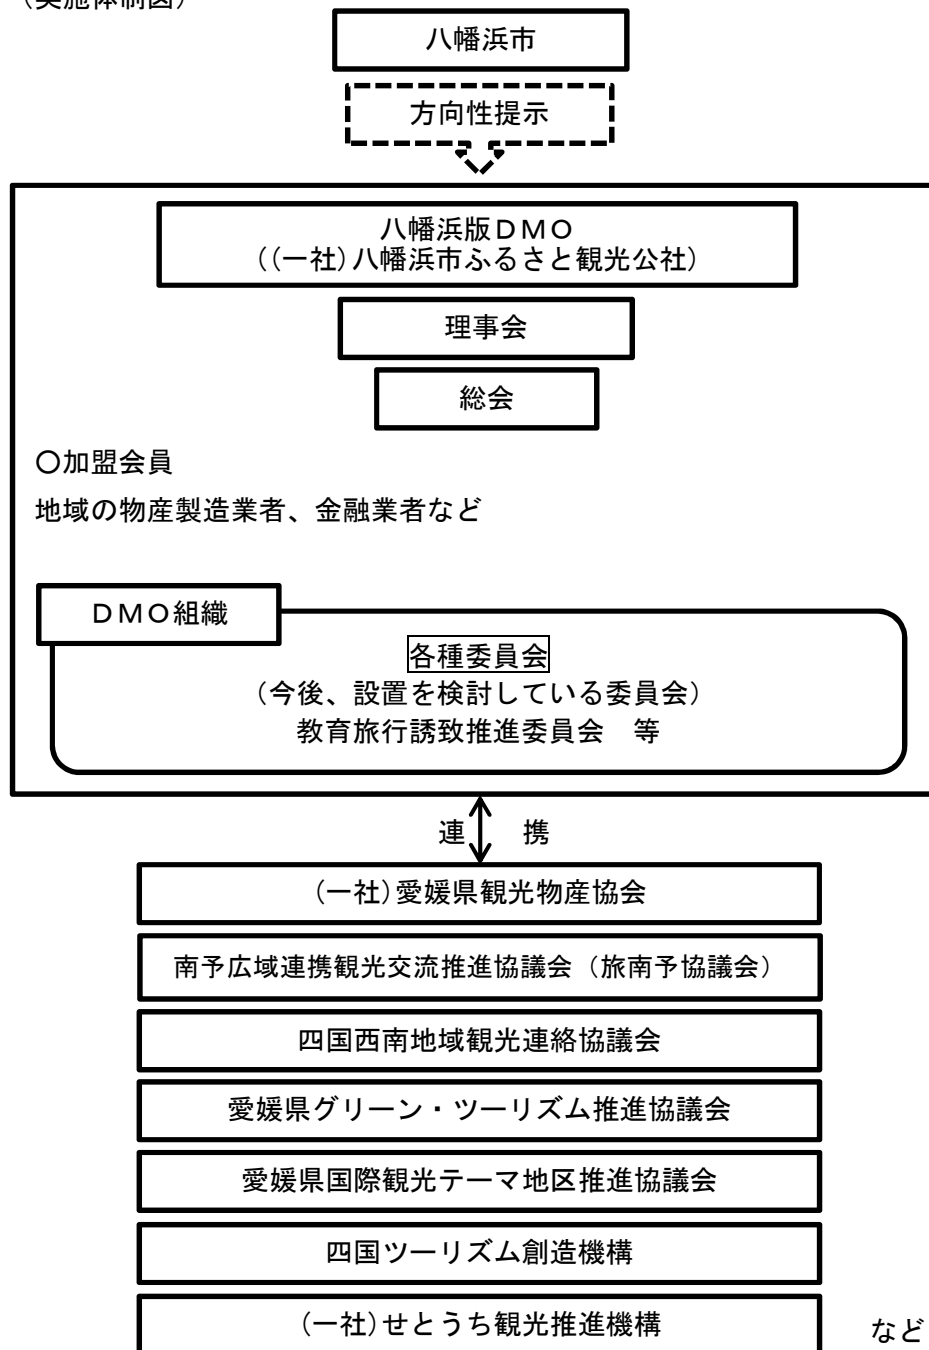 （実施体制図）
八幡浜市
方向性提示
八幡浜版ＤＭＯ
（(一社)八幡浜市ふるさと観光公社）
理事会
総会
〇加盟会員
地域の物産製造業者、金融業者など
ＤＭＯ組織
各種委員会
（今後、設置を検討している委員会）
教育旅行誘致推進委員会　等
連　携
(一社)愛媛県観光物産協会
南予広域連携観光交流推進協議会（旅南予協議会）
四国西南地域観光連絡協議会
愛媛県グリーン・ツーリズム推進協議会
愛媛県国際観光テーマ地区推進協議会
四国ツーリズム創造機構
(一社)せとうち観光推進機構
など